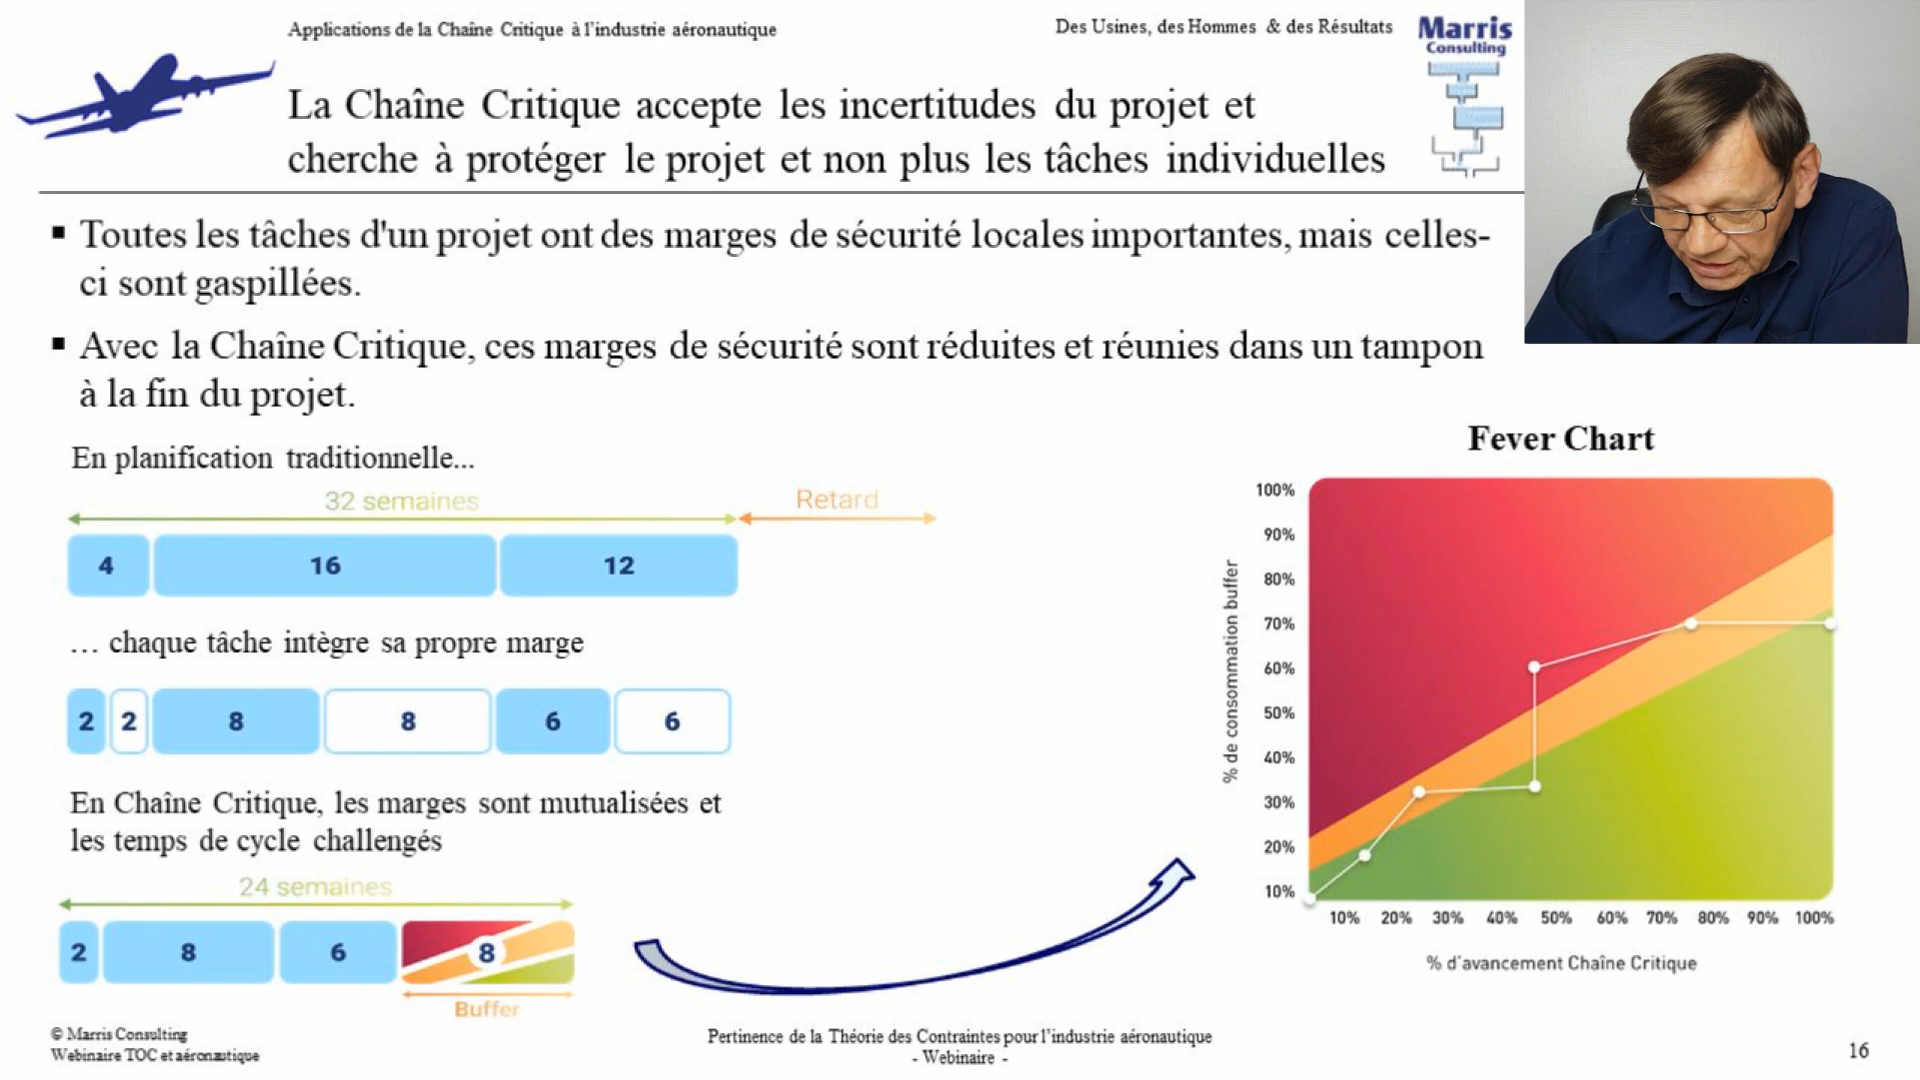 Applications de la Chaîne Critique à l'industrie aéronautique
Des Usines, des Hommes & des Résultats
Marris
Consulting
La Chaîne Critique accepte les incertitudes du projet et
cherche à protéger le projet et non plus les tâches individuelles
▪ Toutes les tâches d'un projet ont des marges de sécurité locales importantes, mais celles-
ci sont gaspillées.
▪ Avec la Chaîne Critique, ces marges de sécurité sont réduites et réunies dans un tampon
à la fin du projet.
En planification traditionnelle...
32 semaines
Retard
4 16 12
… chaque tâche intègre sa propre marge
2 2 8 8 6 6
En Chaîne Critique, les marges sont mutualisées et
les temps de cycle challengés
24 semaines
2 8 6 8
Buffer
Fever Chart
% de consommation buffer
100%
90%
80%
70%
60%
50%
40%
30%
20%
10%
10% 20% 30% 40% 50% 60% 70% 80% 90% 100%
% d'avancement Chaîne Critique
© Marris Consulting
Webinaire TOC et aéronautique
Pertinence de la Théorie des Contraintes pour l'industrie aéronautique
- Webinaire -
16